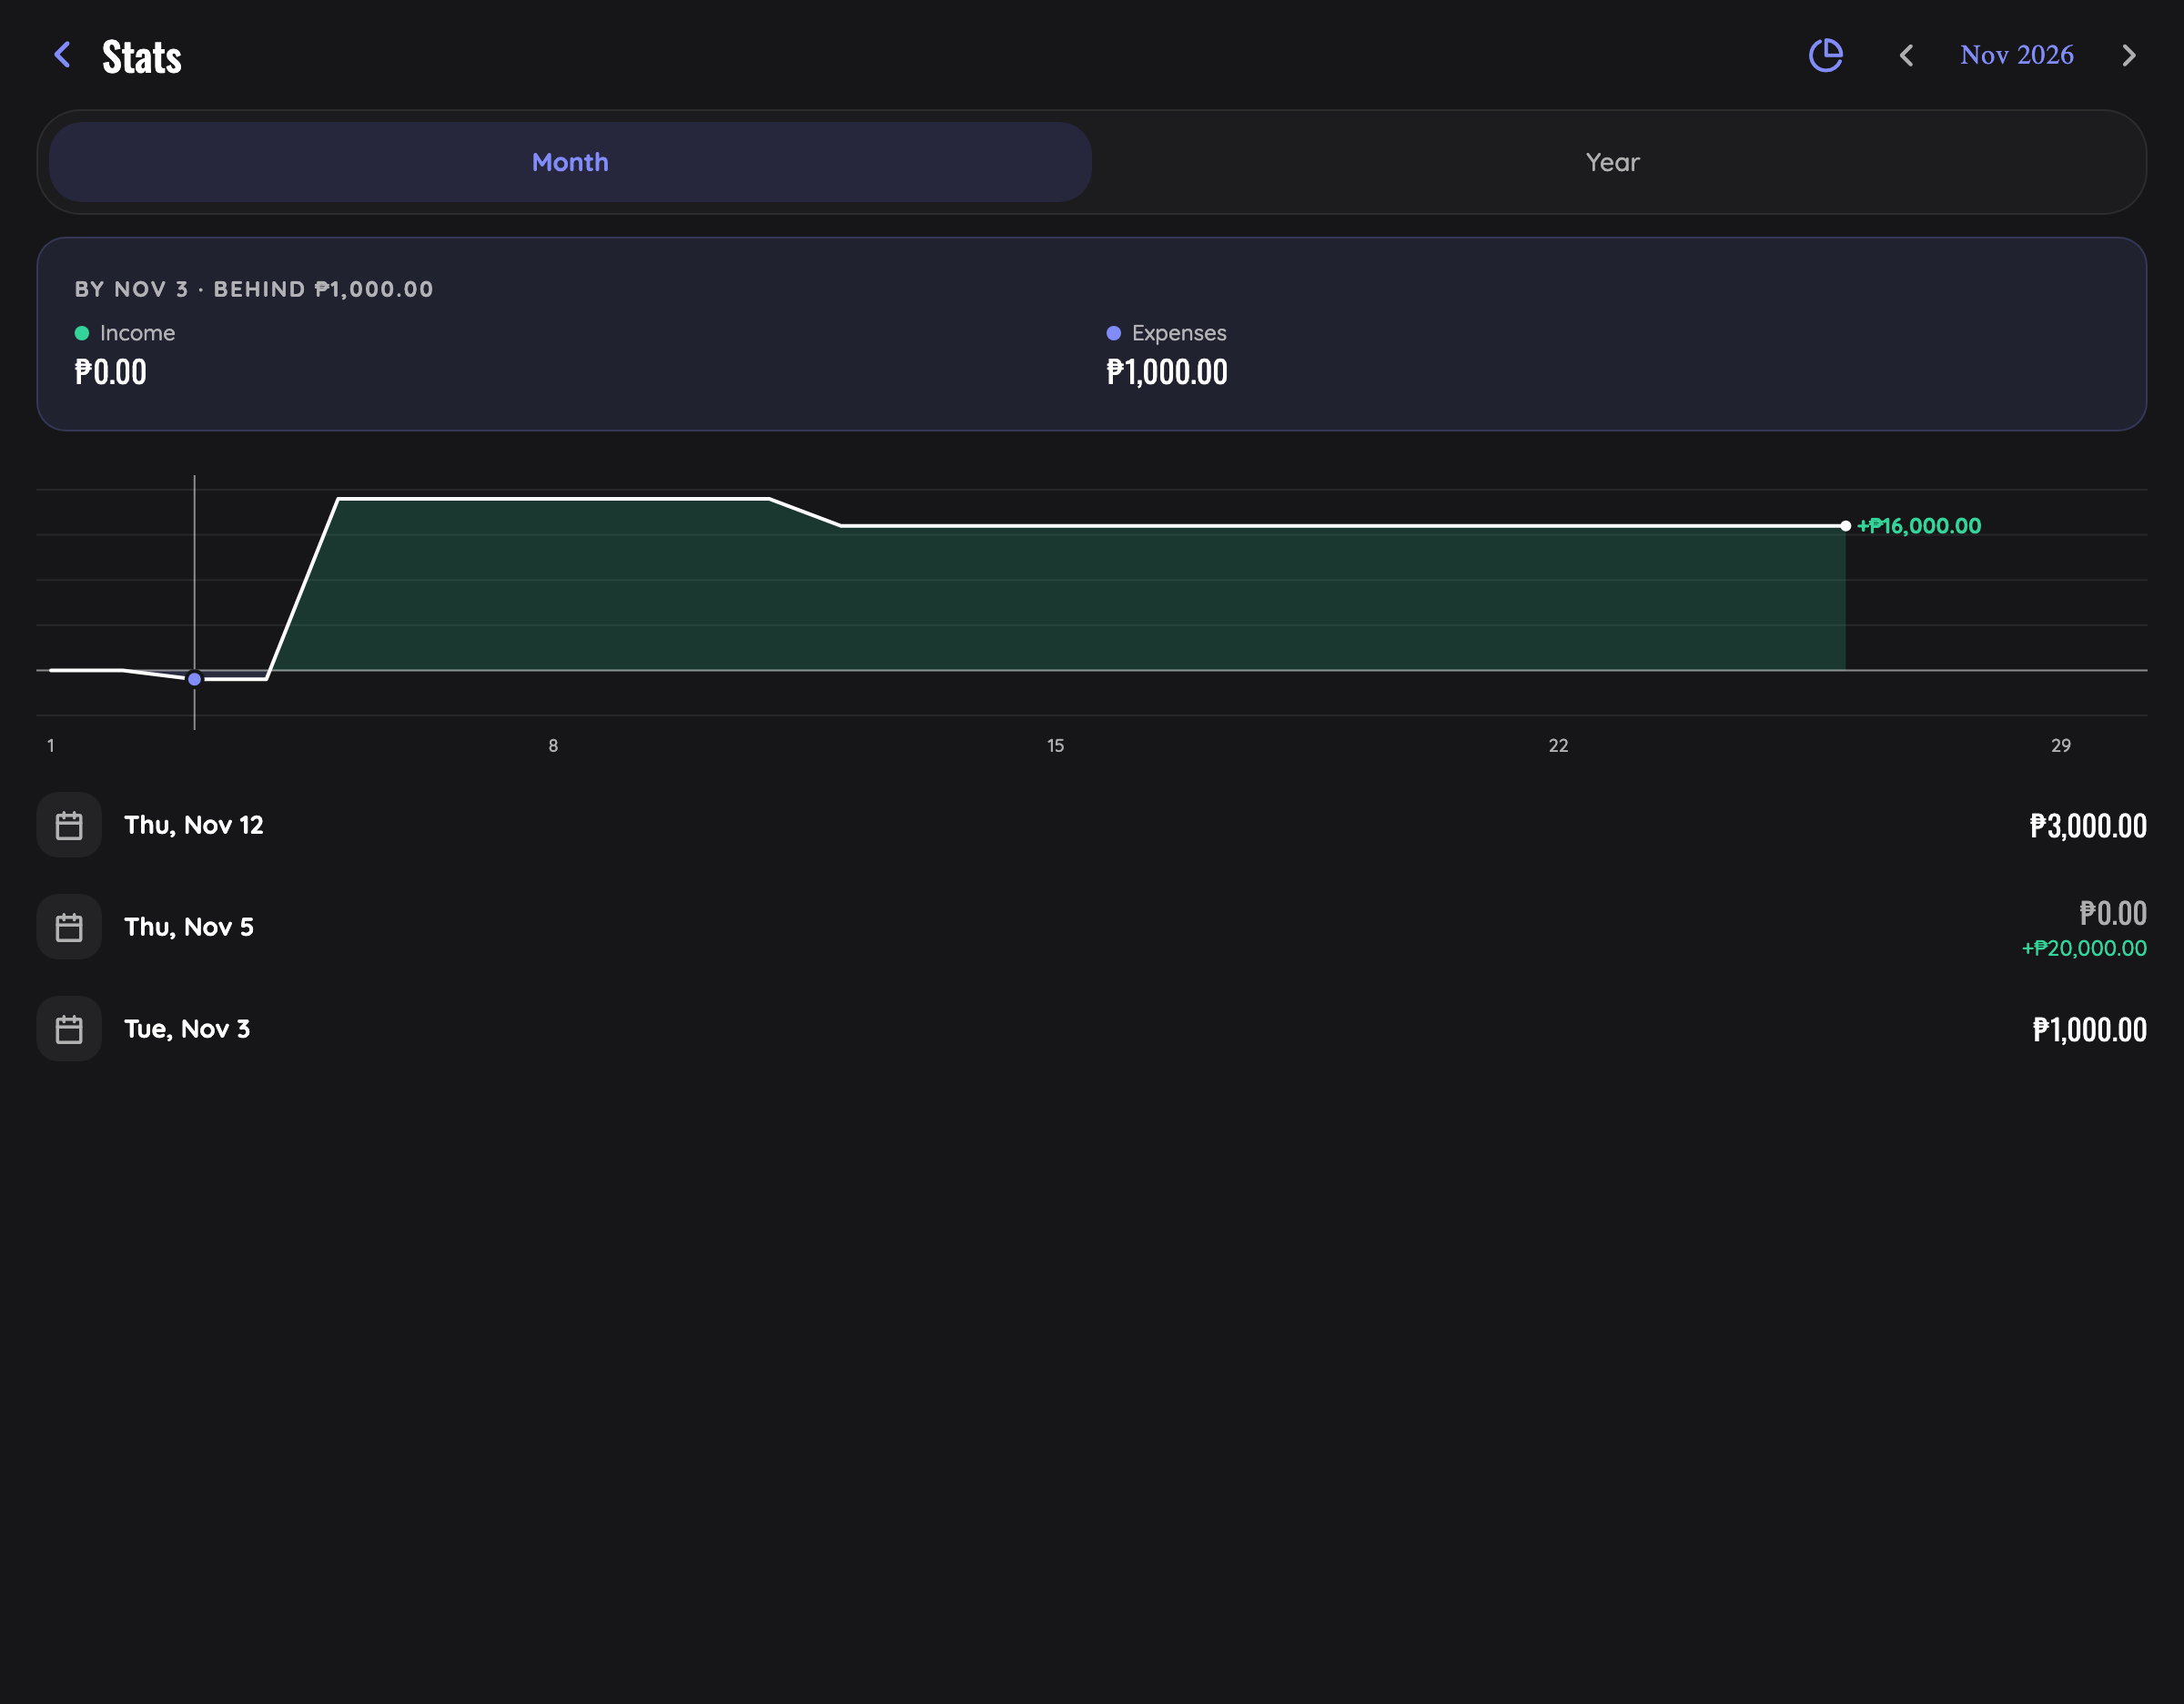 Stats
Nov 2026
Month
Year
BY NOV 3 · BEHIND ₱1,000.00
Income
Expenses
₱0.00
₱1,000.00
+₱16,000.00
1 8 15 22 29
Thu, Nov 12
₱3,000.00
Thu, Nov 5
₱0.00
+₱20,000.00
Tue, Nov 3
₱1,000.00